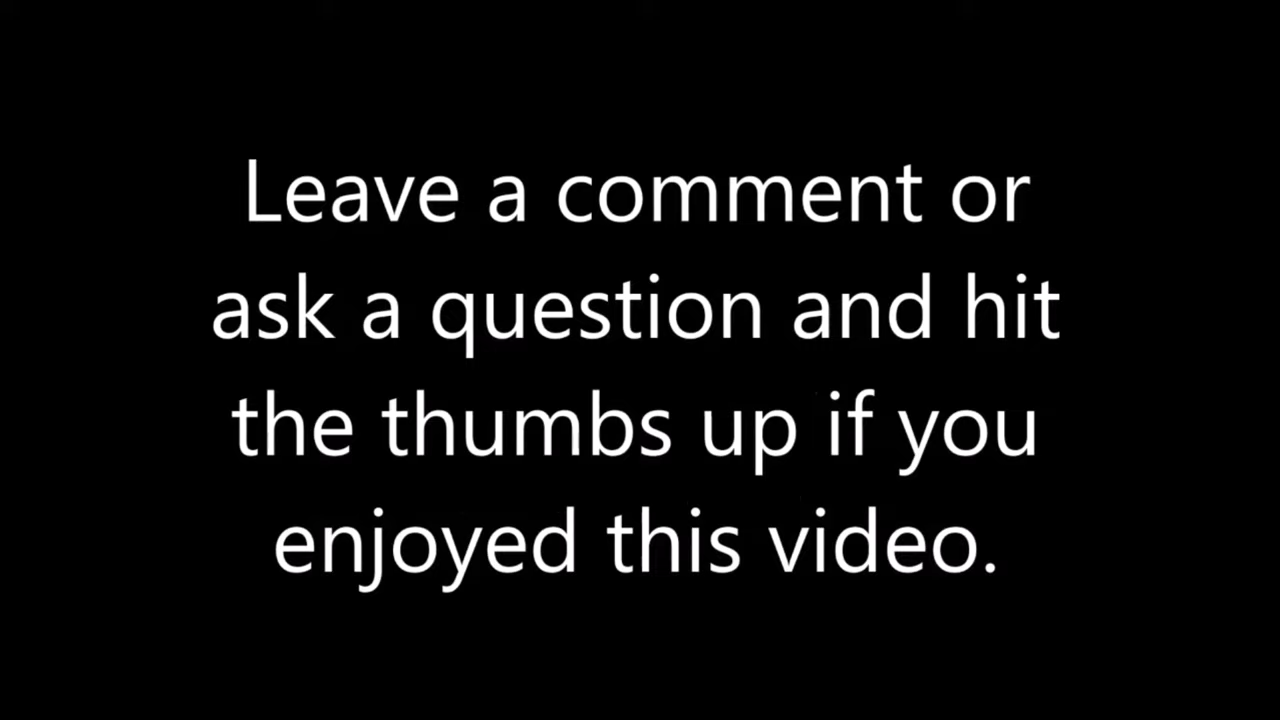 Leave a comment or
ask a question and hit
the thumbs up if you
enjoyed this video.